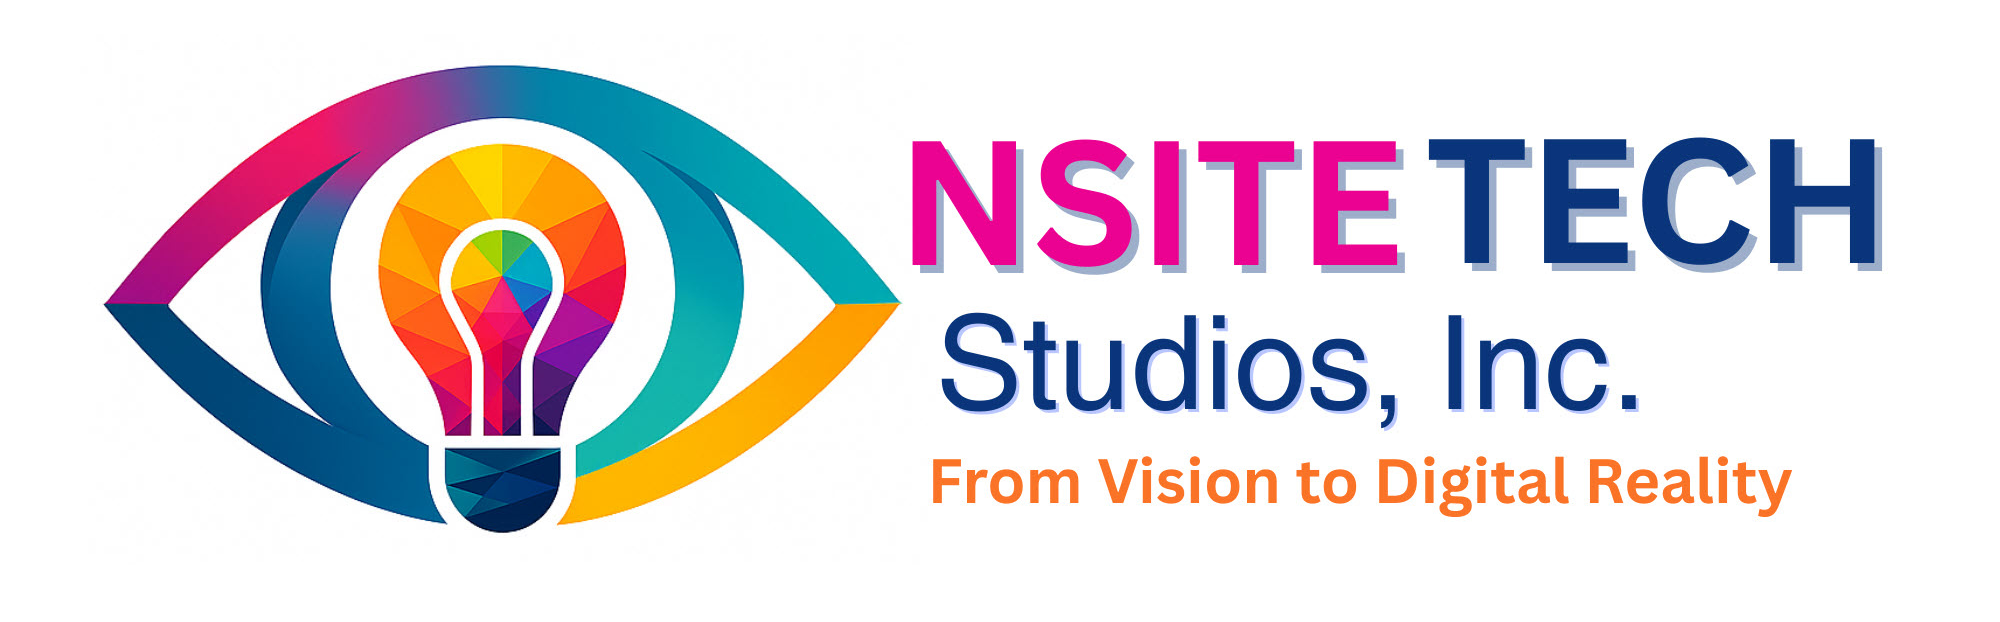 NSITE TECH
Studios, Inc.
From Vision to Digital Reality